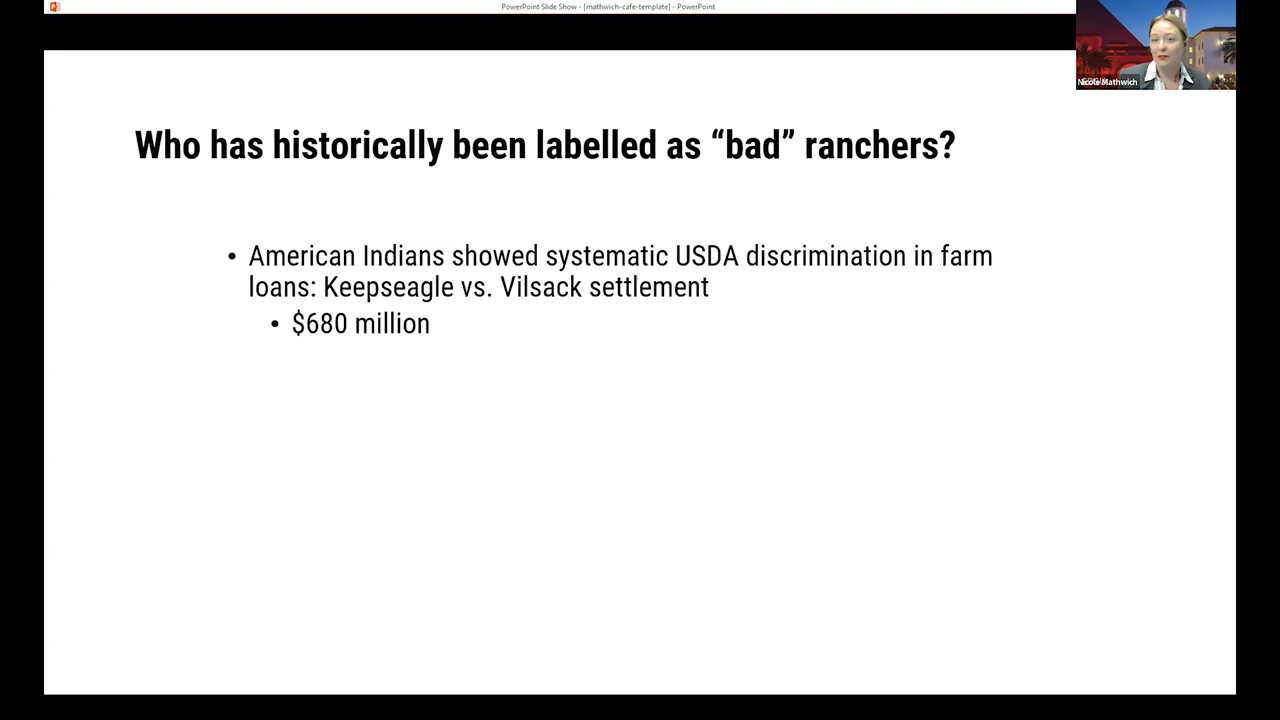 PowerPoint Slide Show - [mathwich-cafe-template] - PowerPoint
Nicole Mathwich
Who has historically been labelled as “bad” ranchers?
• American Indians showed systematic USDA discrimination in farm
loans: Keepseagle vs. Vilsack settlement
• $680 million